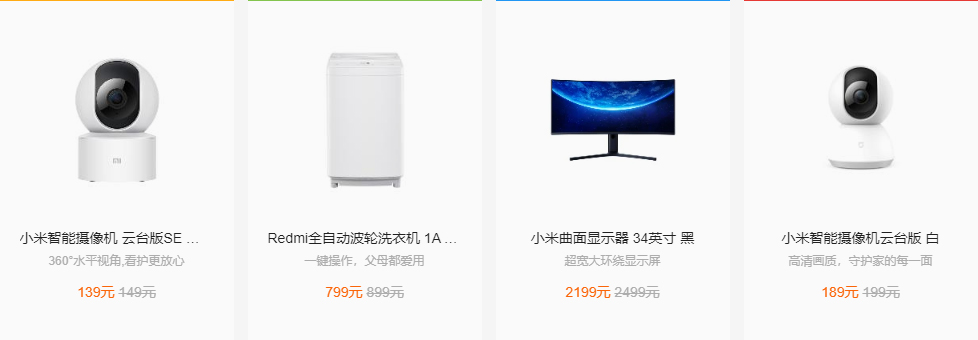 小米智能摄像机 云台版SE ...
360°水平视角,看护更放心
139元 149元
Redmi全自动波轮洗衣机 1A ...
一键操作，父母都爱用
799元 899元
小米曲面显示器 34英寸 黑
超宽大环绕显示屏
2199元 2499元
小米智能摄像机云台版 白
高清画质，守护家的每一面
189元 199元